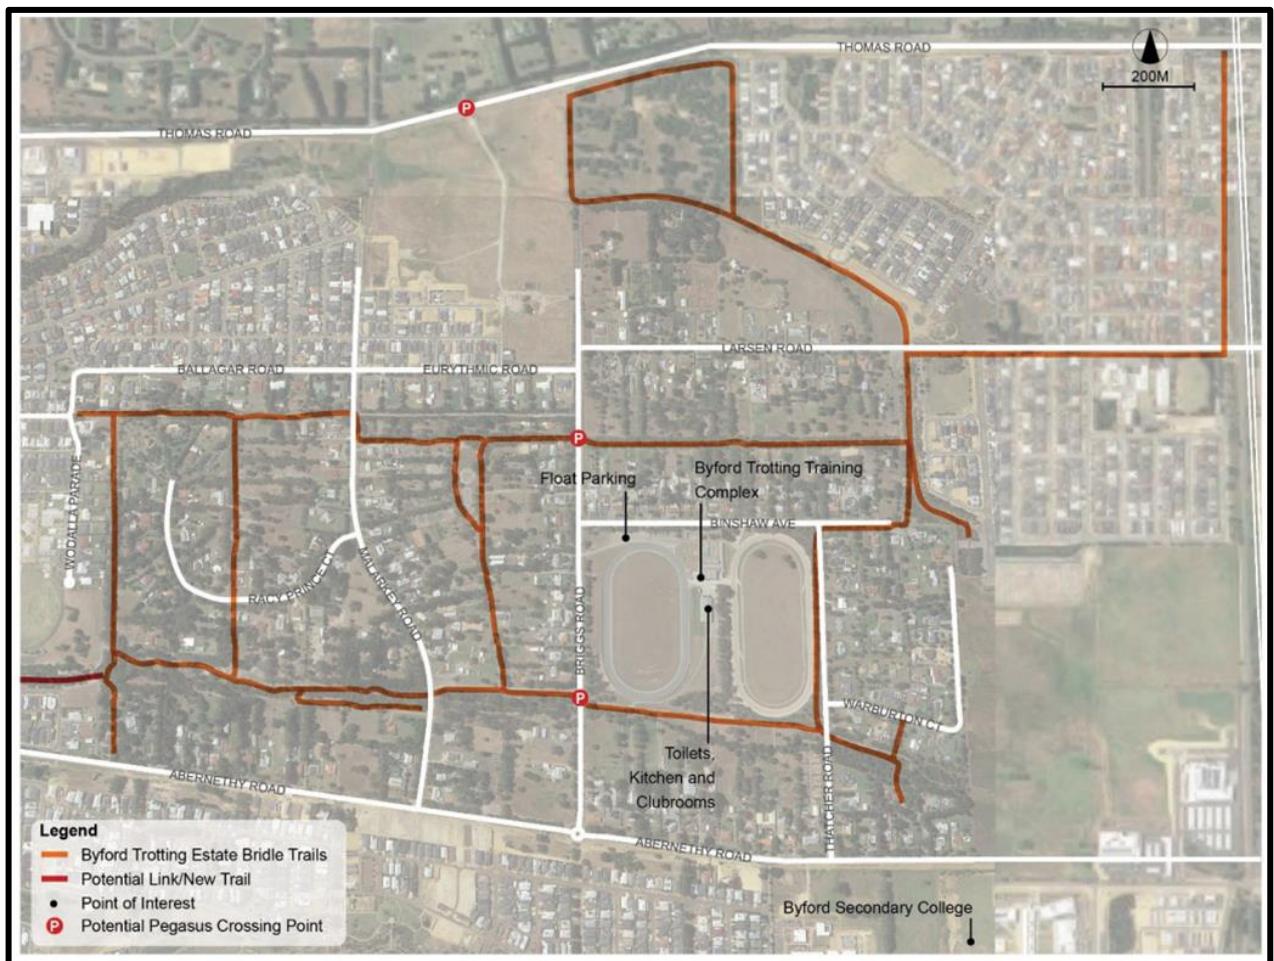 THOMAS ROAD
200M
P
THOMAS ROAD
LARSEN ROAD
BALLAGAR ROAD
EURYTHMIC ROAD
P
WODALLA PARADE
Float Parking
Byford Trotting Training
Complex
BINSHAW AVE
RACY PRINCE CT
MALARKEY ROAD
BRIGGS ROAD
P
WARBURTON CT
Toilets,
Kitchen and
Clubrooms
THATCHER ROAD
ABERNETHY ROAD
ABERNETHY ROAD
Legend
Byford Trotting Estate Bridle Trails
Potential Link/New Trail
Point of Interest
P Potential Pegasus Crossing Point
Byford Secondary College